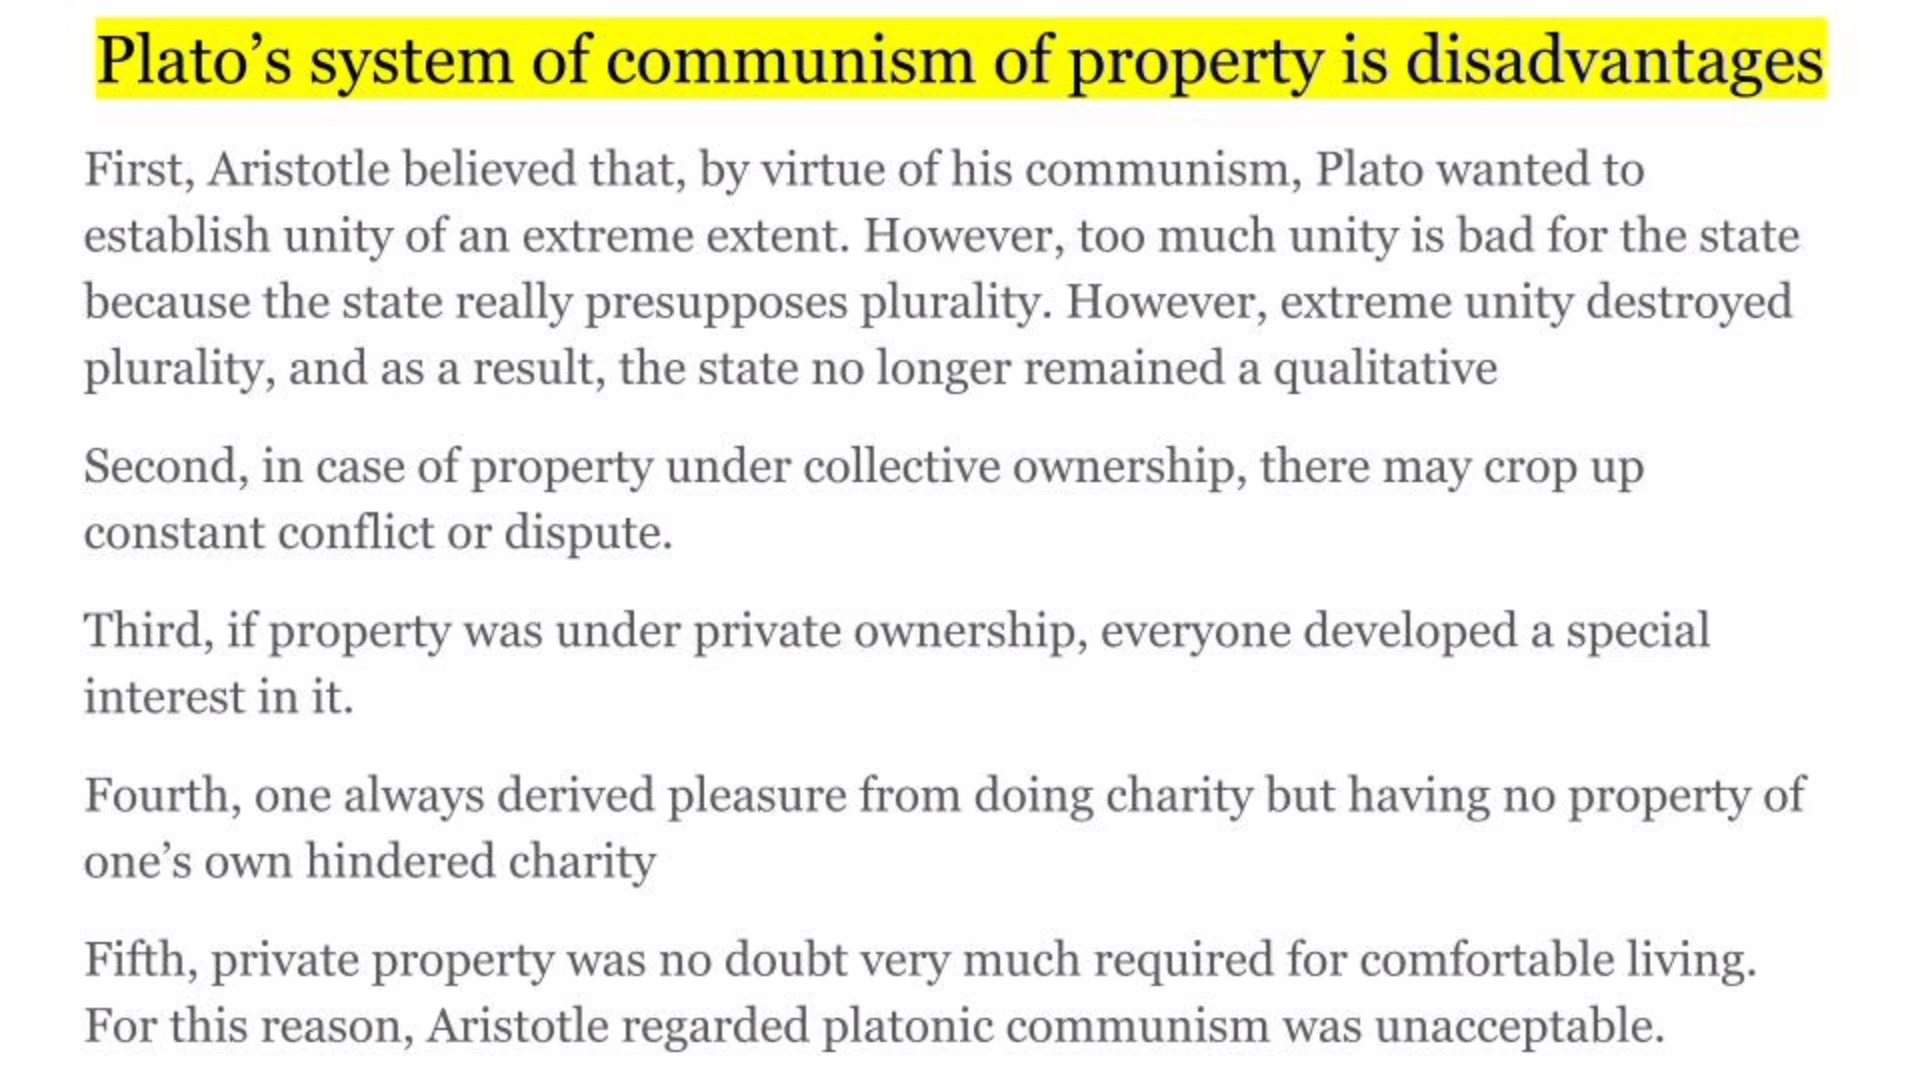 Plato’s system of communism of property is disadvantages
First, Aristotle believed that, by virtue of his communism, Plato wanted to
establish unity of an extreme extent. However, too much unity is bad for the state
because the state really presupposes plurality. However, extreme unity destroyed
plurality, and as a result, the state no longer remained a qualitative
Second, in case of property under collective ownership, there may crop up
constant conflict or dispute.
Third, if property was under private ownership, everyone developed a special
interest in it.
Fourth, one always derived pleasure from doing charity but having no property of
one’s own hindered charity
Fifth, private property was no doubt very much required for comfortable living.
For this reason, Aristotle regarded platonic communism was unacceptable.